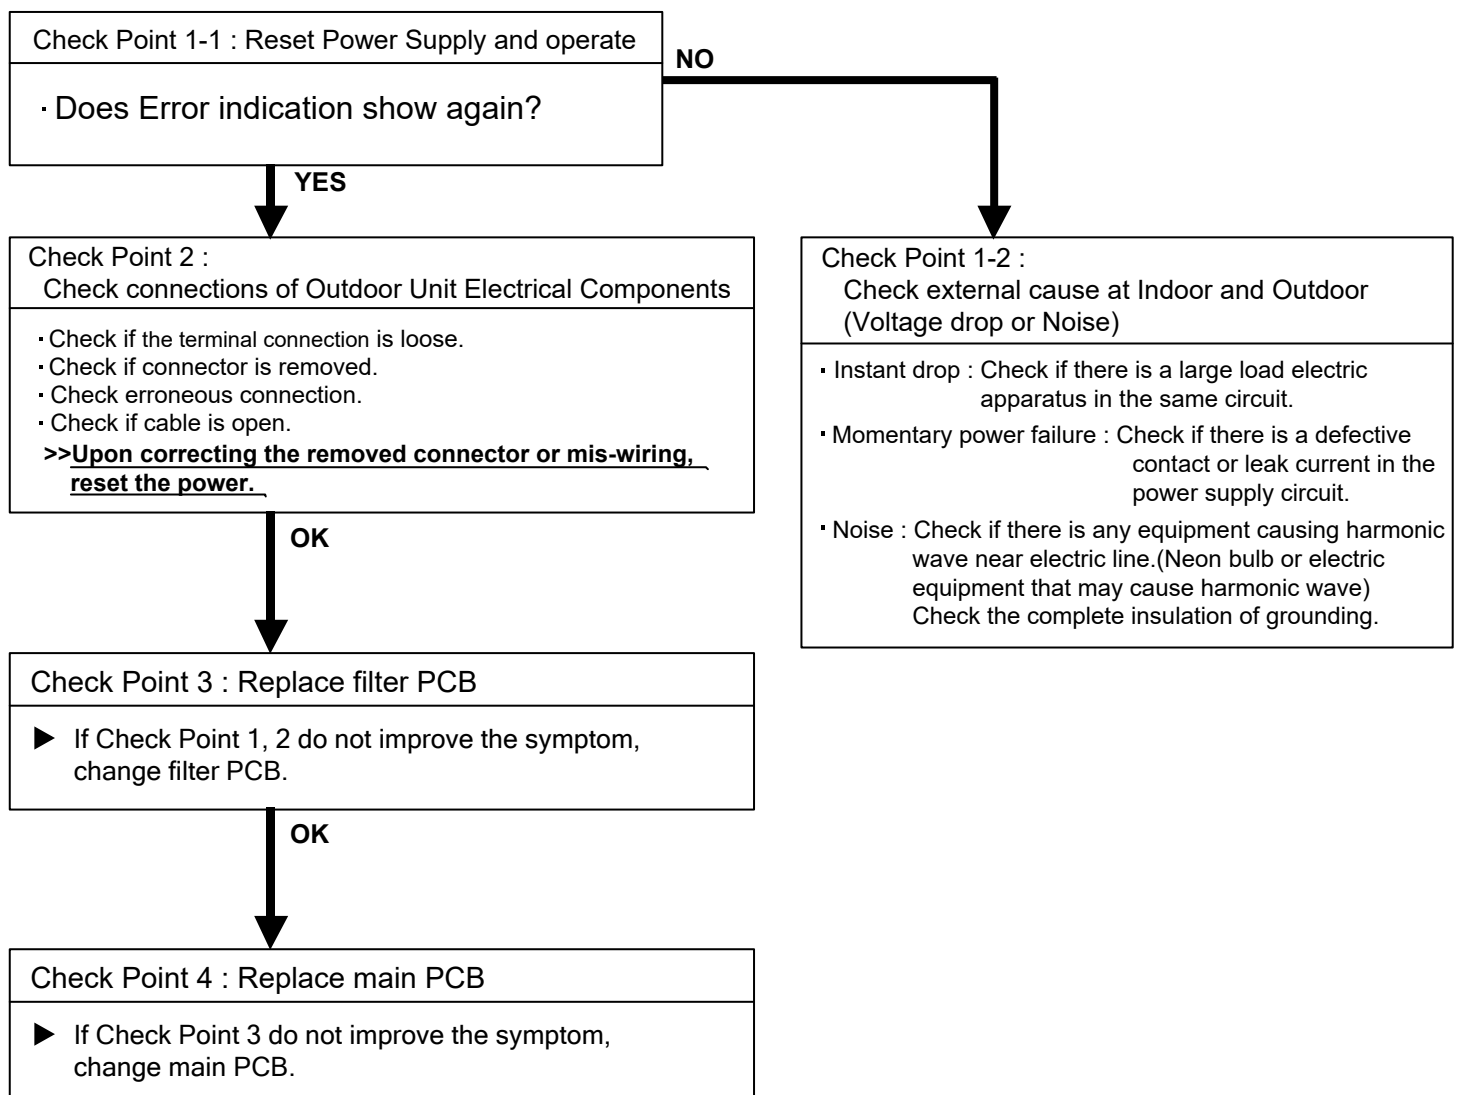 Check Point 1-1 : Reset Power Supply and operate
· Does Error indication show again?
NO
YES
Check Point 2 :
Check connections of Outdoor Unit Electrical Components
· Check if the terminal connection is loose.
· Check if connector is removed.
· Check erroneous connection.
· Check if cable is open.
>>Upon correcting the removed connector or mis-wiring,
reset the power.
OK
Check Point 1-2 :
Check external cause at Indoor and Outdoor
(Voltage drop or Noise)
· Instant drop : Check if there is a large load electric
apparatus in the same circuit.
· Momentary power failure : Check if there is a defective
contact or leak current in the
power supply circuit.
· Noise : Check if there is any equipment causing harmonic
wave near electric line.(Neon bulb or electric
equipment that may cause harmonic wave)
Check the complete insulation of grounding.
Check Point 3 : Replace filter PCB
▶ If Check Point 1, 2 do not improve the symptom,
change filter PCB.
OK
Check Point 4 : Replace main PCB
▶ If Check Point 3 do not improve the symptom,
change main PCB.